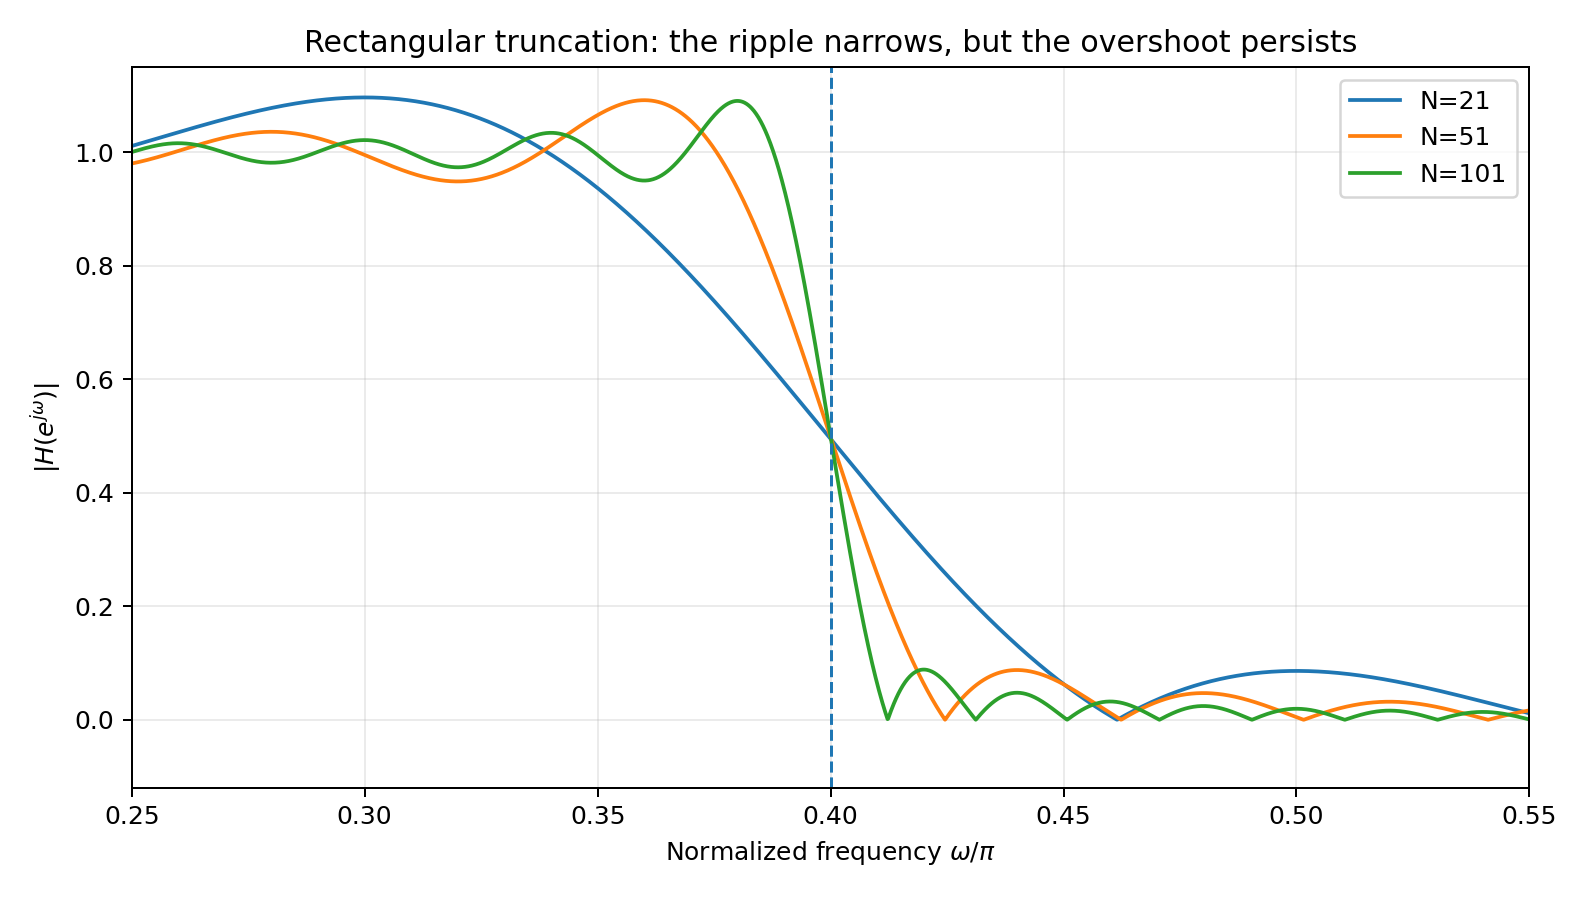 Rectangular truncation: the ripple narrows, but the overshoot persists
N=21
N=51
N=101
1.0
0.8
0.6
0.4
0.2
0.0
|H(e^{jω})|
0.25 0.30 0.35 0.40 0.45 0.50 0.55
Normalized frequency ω/π